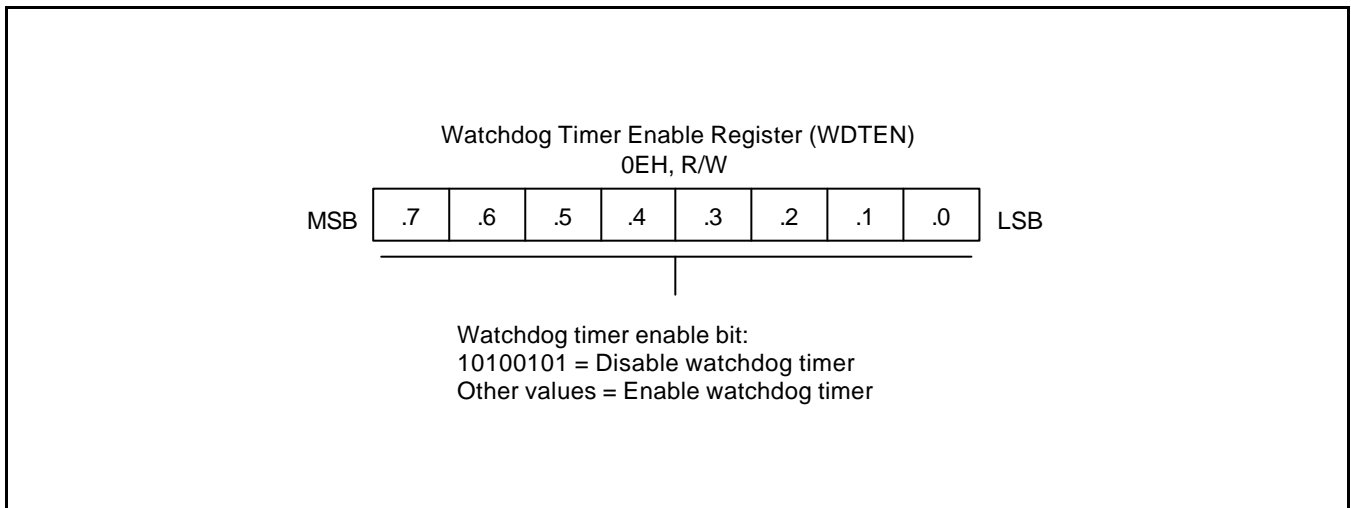 Watchdog Timer Enable Register (WDTEN)
0EH, R/W
MSB .7 .6 .5 .4 .3 .2 .1 .0 LSB
Watchdog timer enable bit:
10100101 = Disable watchdog timer
Other values = Enable watchdog timer